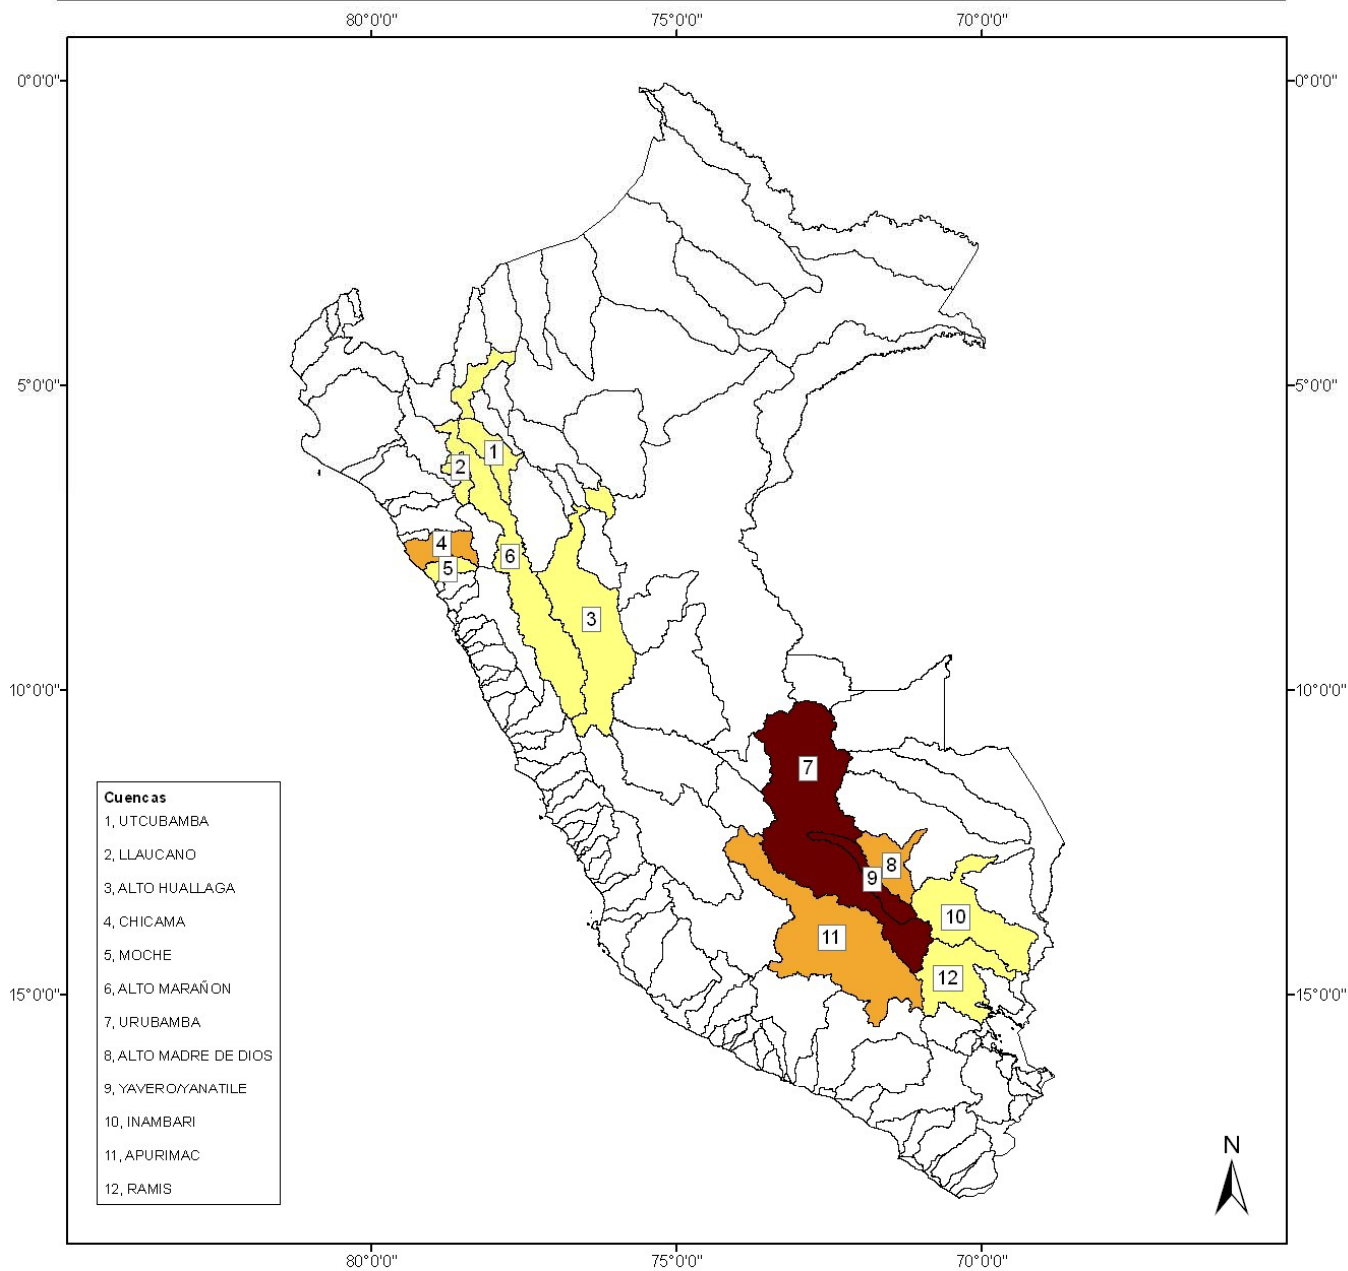 80°0'0" 75°0'0" 70°0'0"
0°0'0" 0°0'0"
5°0'0" 5°0'0"
1
2
4
6
5
3
10°0'0" 10°0'0"
7
8
9
10
11
12
15°0'0" 15°0'0"
Cuencas
1, UTCUBAMBA
2, LLAUCANO
3, ALTO HUALLAGA
4, CHICAMA
5, MOCHE
6, ALTO MARAÑON
7, URUBAMBA
8, ALTO MADRE DE DIOS
9, YAVERO/YANATILE
10, INAMBARI
11, APURIMAC
12, RAMIS
N
80°0'0" 75°0'0" 70°0'0"